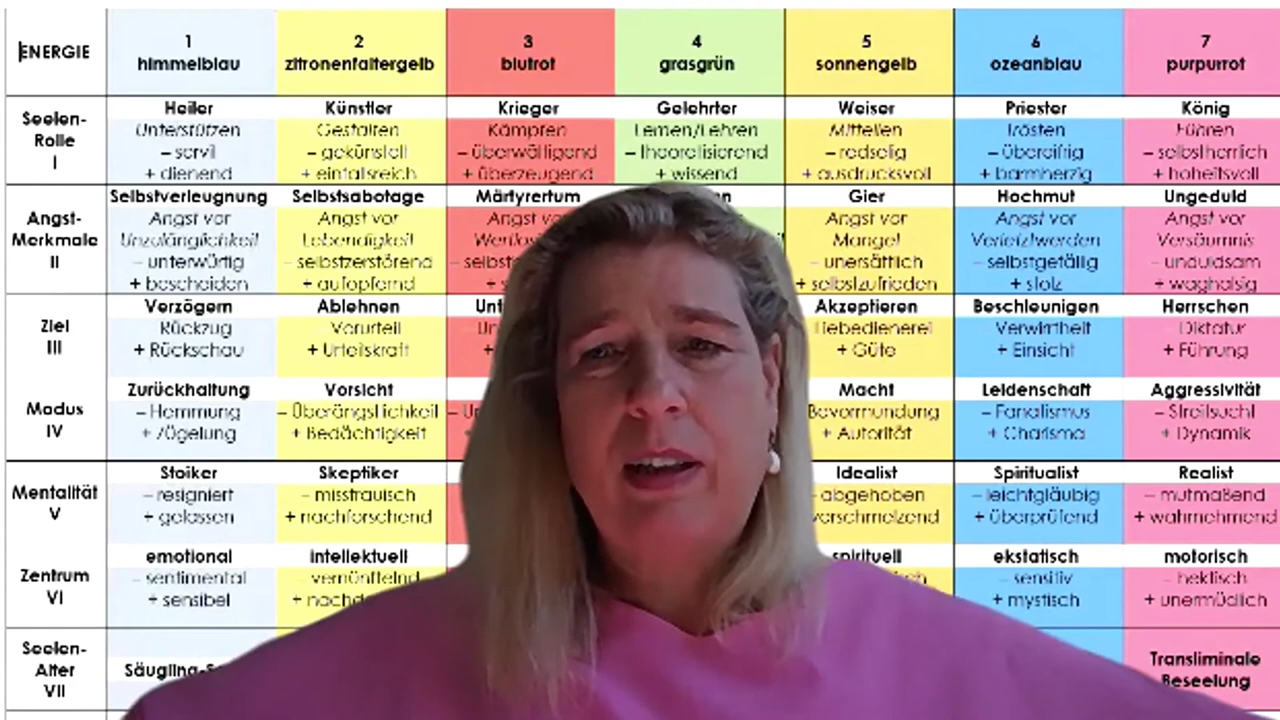 ENERGIE
1
himmelblau
2
zitronenfaltergelb
3
blutrot
4
grasgrün
5
sonnengelb
6
ozeanblau
7
purpurrot
Seelen-
Rolle
I
Heiler
Unterstützen
– servil
+ dienend
Künstler
Gestalten
– gekünstelt
+ einfallsreich
Krieger
Kämpfen
– überwältigend
+ überzeugend
Gelehrter
Lernen/Lehren
– theoretisierend
+ wissend
Weiser
Mitteilen
– redselig
+ ausdrucksvoll
Priester
Trösten
– übereifrig
+ barmherzig
König
Führen
– selbstherrlich
+ hoheitsvoll
Angst-
Merkmale
II
Selbstverleugnung
Angst vor
Unzulänglichkeit
– unterwürfig
+ bescheiden
Selbstsabotage
Angst vor
Lebendigkeit
– selbstzerstörend
+ aufopfernd
Märtyrertum
Angst vor
Gier
Angst vor
Mangel
– unersättlich
+ selbstzufrieden
Hochmut
Angst vor
Verletztwerden
– selbstgefällig
+ stolz
Ungeduld
Angst vor
Versäumnis
– unduldsam
+ waghalsig
Ziel
III
Verzögern
– Rückzug
+ Rückschau
Ablehnen
– Vorurteil
+ Urteilskraft
Akzeptieren
Liebedienerei
+ Güte
Beschleunigen
– Verwirrtheit
+ Einsicht
Herrschen
– Diktatur
+ Führung
Modus
IV
Zurückhaltung
– Hemmung
+ Zügelung
Vorsicht
– Überängstlichkeit
+ Bedächtigkeit
Macht
Bevormundung
+ Autorität
Leidenschaft
– Fanatismus
+ Charisma
Aggressivität
– Streitsucht
+ Dynamik
Mentalität
V
Stoiker
– resigniert
+ gelassen
Skeptiker
– misstrauisch
+ nachforschend
Idealist
– abgehoben
verschmelzend
Spiritualist
– leichtgläubig
+ überprüfend
Realist
– mutmaßend
+ wahrnehmend
Zentrum
VI
emotional
– sentimental
+ sensibel
intellektuell
– vernünftelnd
spirituell
ekstatisch
– sensitiv
+ mystisch
motorisch
– hektisch
+ unermüdlich
Seelen-
Alter
VII
Säugling-
Transliminale
Beseelung